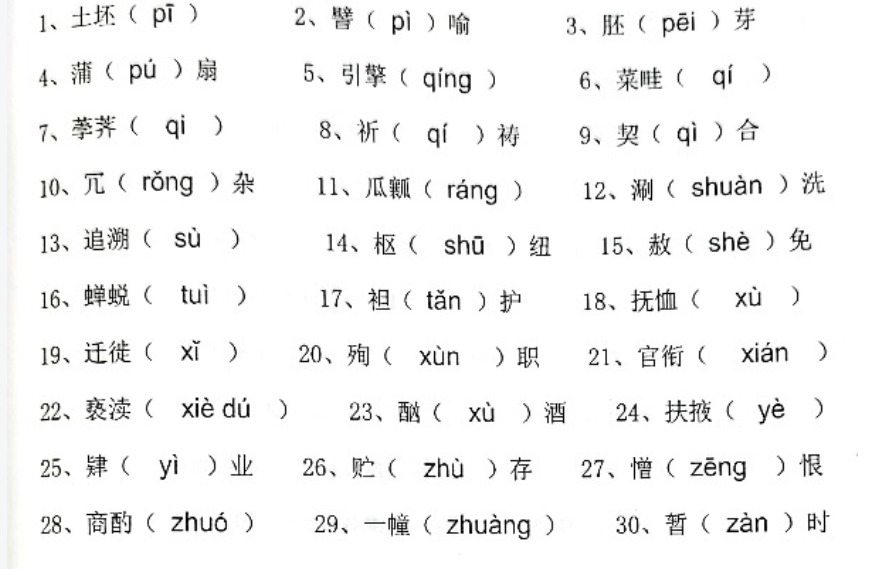 1、土坯（ pī ） 2、譬（ pì ）喻 3、胚（ pēi ）芽
4、蒲（ pú ）扇 5、引擎（ qíng ） 6、菜畦（ qí ）
7、荸荠（ qi ） 8、祈（ qí ）祷 9、契（ qì ）合
10、冗（ rǒng ）杂 11、瓜瓤（ ráng ） 12、涮（ shuàn ）洗
13、追溯（ sù ） 14、枢（ shū ）纽 15、赦（ shè ）免
16、蝉蜕（ tuì ） 17、袒（ tǎn ）护 18、抚恤（ xù ）
19、迁徙（ xǐ ） 20、殉（ xùn ）职 21、官衔（ xián ）
22、亵渎（ xiè dú ） 23、酗（ xù ）酒 24、扶掖（ yè ）
25、肄（ yì ）业 26、贮（ zhù ）存 27、憎（ zēng ）恨
28、商酌（ zhuó ） 29、一幢（ zhuàng ） 30、暂（ zàn ）时